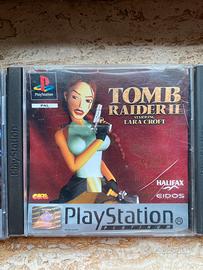 PlayStation
PAL
TOMB
RAIDER II
STARRING
LARA CROFT
HALIFAX
EIDOS
PlayStation
PLATINUM